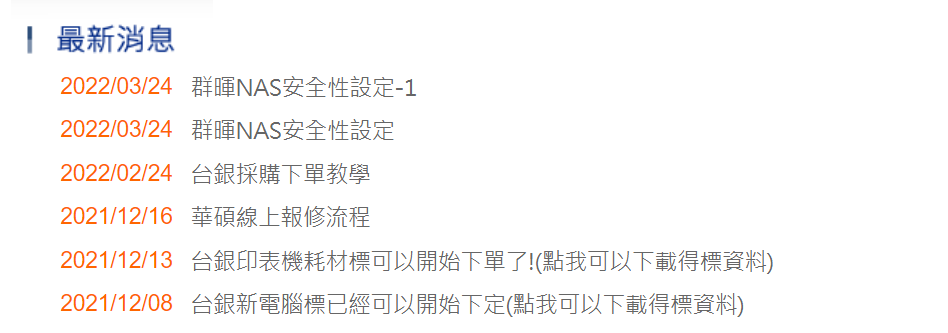 最新消息
2022/03/24 群暉NAS安全性設定-1
2022/03/24 群暉NAS安全性設定
2022/02/24 台銀採購下單教學
2021/12/16 華碩線上報修流程
2021/12/13 台銀印表機耗材標可以開始下單了!(點我可以下載得標資料)
2021/12/08 台銀新電腦標已經可以開始下定(點我可以下載得標資料)